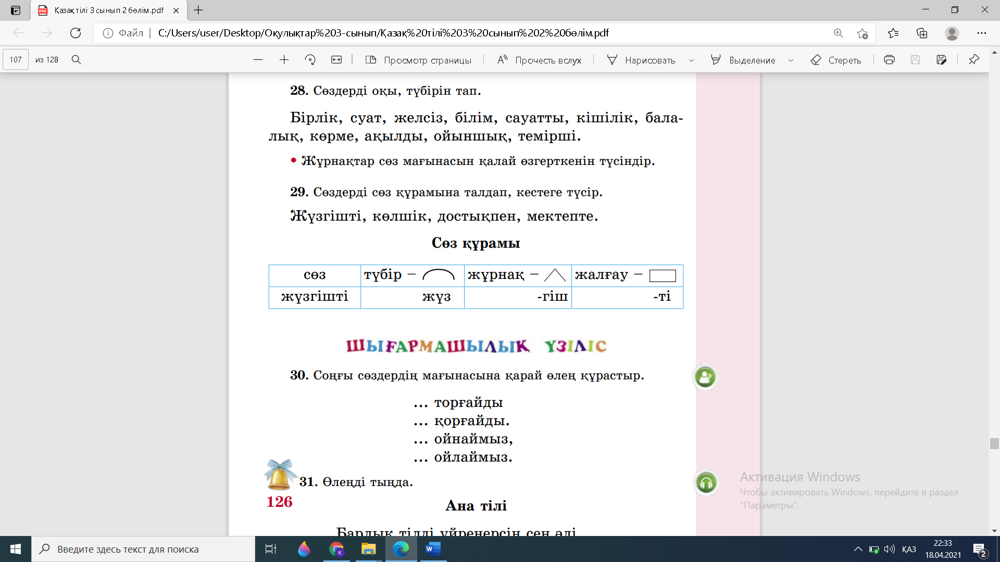 Қазақ тілі 3 сынып 2 бөлім.pdf
Файл
C:/Users/user/Desktop/Оқулықтар%203-сынып/Қазақ%20тілі%203%20сынып%202%20бөлім.pdf
107 из 128
Просмотр страницы
Прочесть вслух
Нарисовать
Выделение
Стереть
28. Сөздерді оқы, түбірін тап.
Бірлік, суат, желсіз, білім, сауатты, кішілік, бала-
лық, көрме, ақылды, ойыншық, темірші.
• Жұрнақтар сөз мағынасын қалай өзгерткенін түсіндір.
29. Сөздерді сөз құрамына талдап, кестеге түсір.
Жүзгішті, көлшік, достықпен, мектепте.
Сөз құрамы
сөз түбір – жұрнақ – жалғау –
жүзгішті жүз -гіш -ті
ШЫҒАРМАШЫЛЫҚ ҮЗІЛІС
30. Соңғы сөздердің мағынасына қарай өлең құрастыр.
... торғайды
... қорғайды.
... ойнаймыз,
... ойлаймыз.
31. Өлеңді тыңда.
126
Ана тілі
Барлық тілді үйренерсің сен әлі
Активация Windows
Чтобы активировать Windows, перейдите в раздел
"Параметры".
Введите здесь текст для поиска
ҚАЗ
22:33
18.04.2021
2